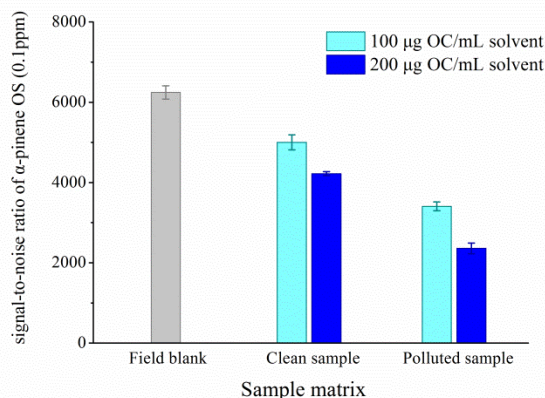 signal-to-noise ratio of α-pinene OS (0.1ppm)
8000
6000
4000
2000
0
100 μg OC/mL solvent
200 μg OC/mL solvent
Field blank Clean sample Polluted sample
Sample matrix